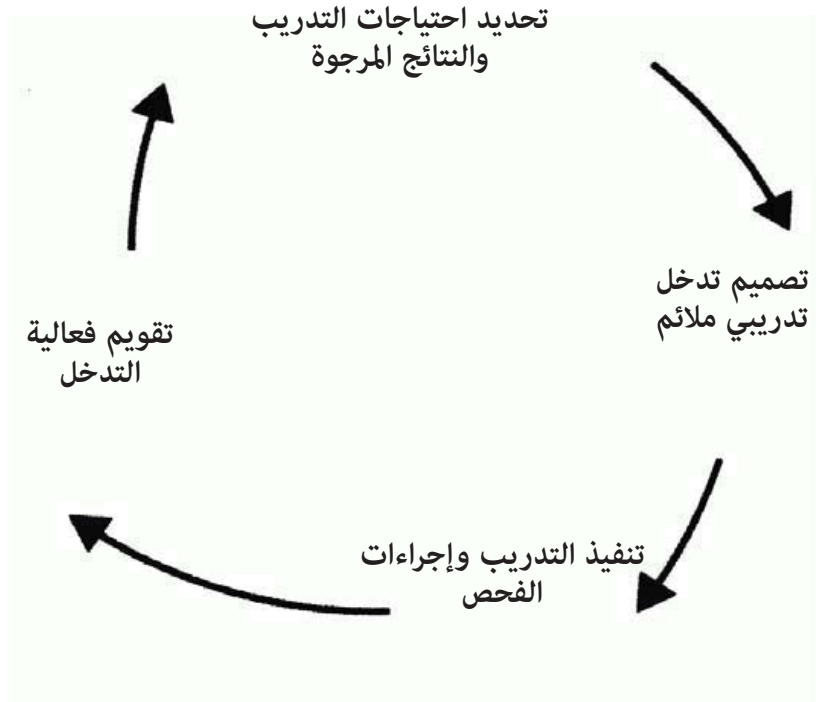 تحديد احتياجات التدريب
والنتائج المرجوة
تصميم تدخل
تدريبي ملائم
تنفيذ التدريب وإجراءات
الفحص
تقويم فعالية
التدخل